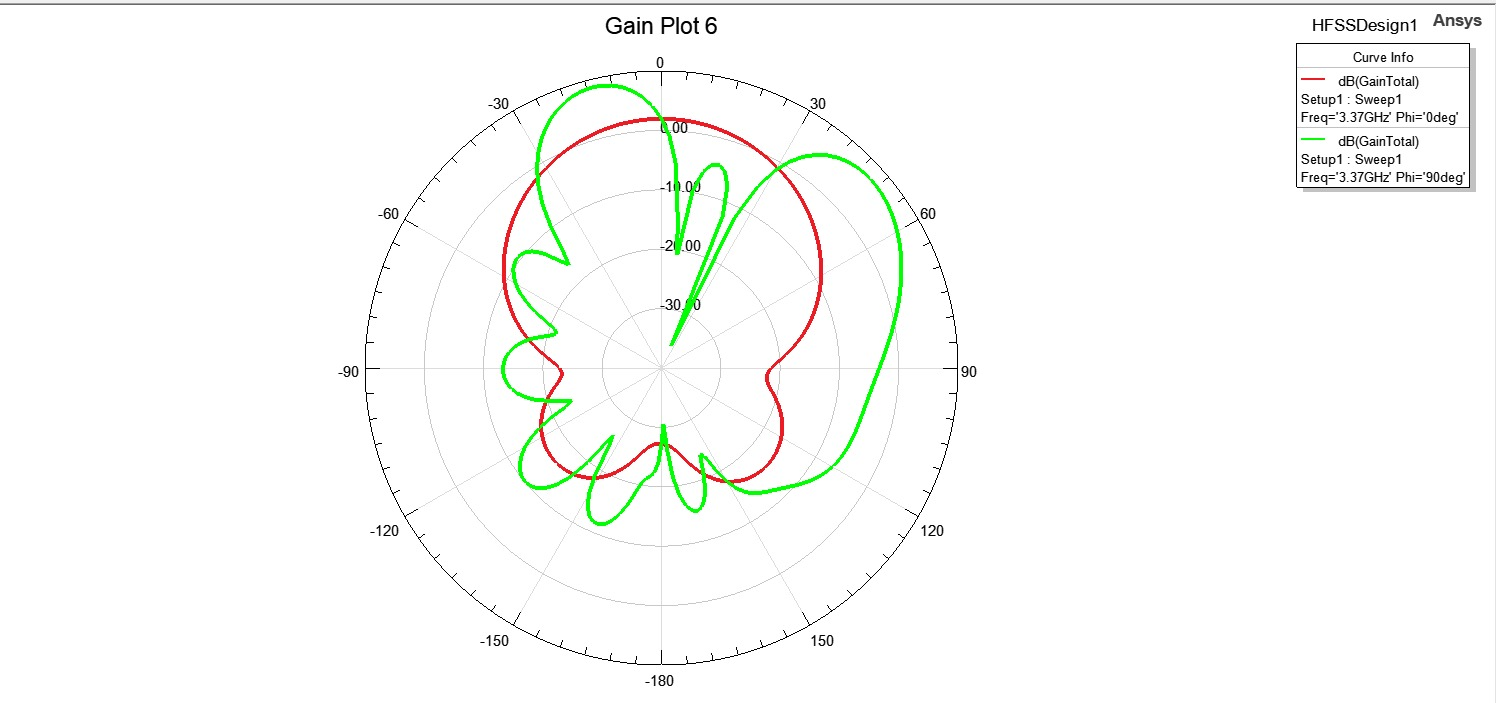 Gain Plot 6
HFSSDesign1
Ansys
Curve Info
dB(GainTotal)
Setup1 : Sweep1
Freq='3.37GHz' Phi='0deg'
dB(GainTotal)
Setup1 : Sweep1
Freq='3.37GHz' Phi='90deg'
0
-30
30
0.00
-10.00
-60
60
-20.00
-30.00
-90
90
-120
120
-150
150
-180